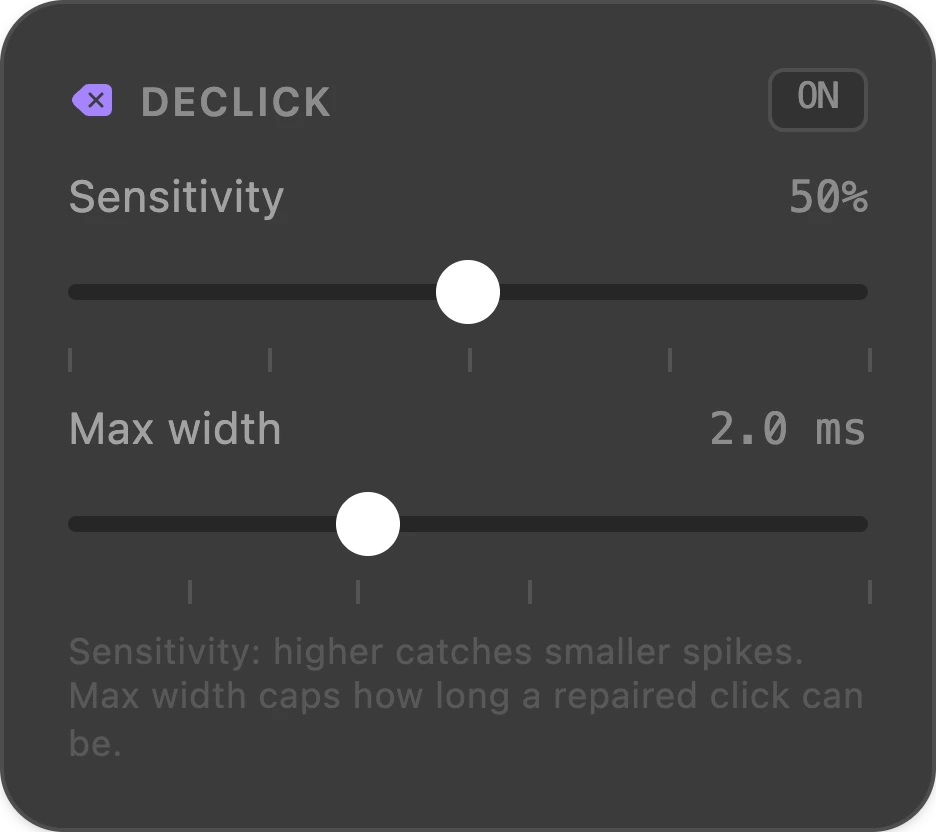 DECLICK
ON
Sensitivity
50%
Max width
2.0 ms
Sensitivity: higher catches smaller spikes.
Max width caps how long a repaired click can
be.